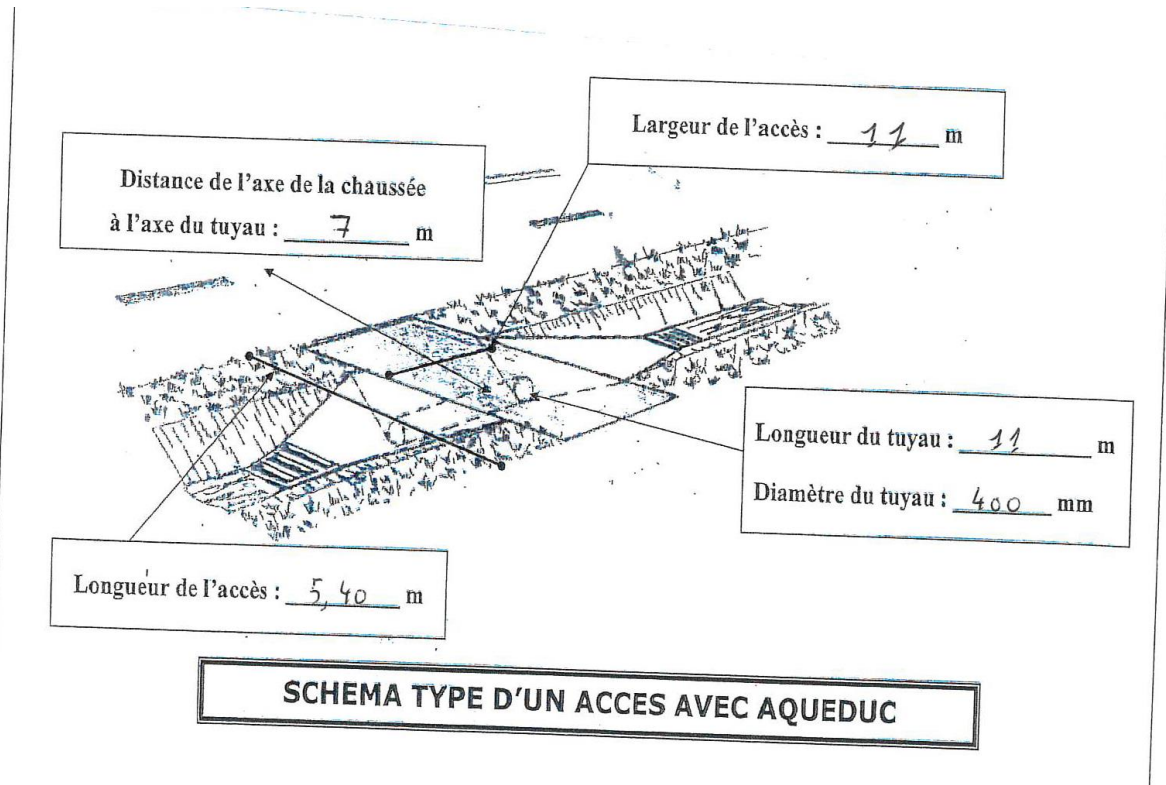 Largeur de l'accès : 11 m
Distance de l'axe de la chaussée
à l'axe du tuyau : 7 m
Longueur du tuyau : 11 m
Diamètre du tuyau : 400 mm
Longueur de l'accès : 5,40 m
SCHEMA TYPE D'UN ACCES AVEC AQUEDUC